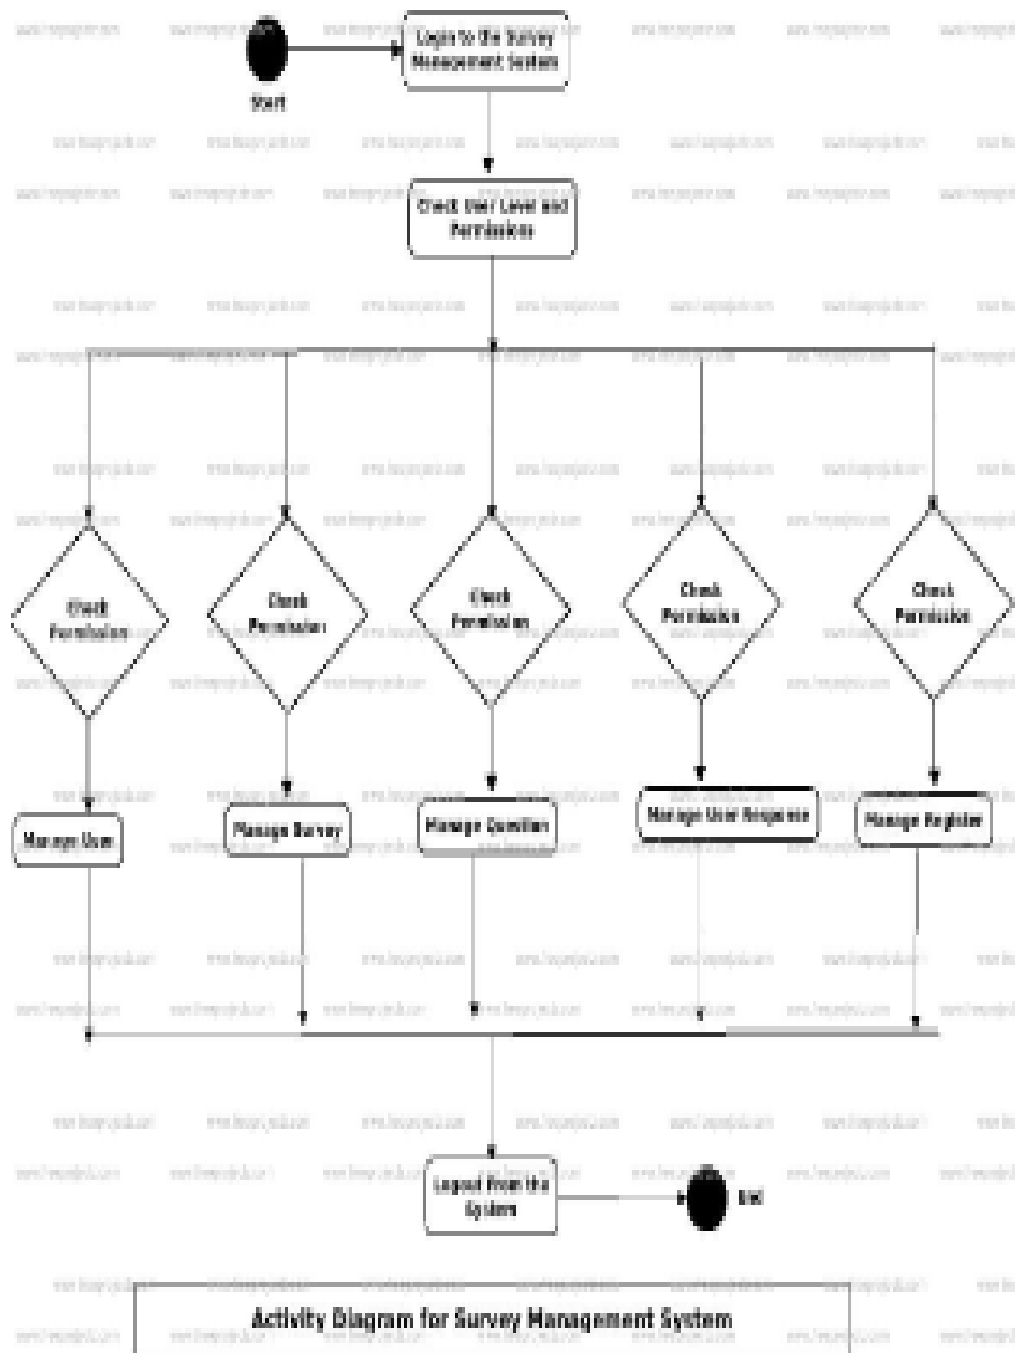 Login to the Survey
Management System
Start
Check User Level and
Permissions
Check
Permission
Check
Permission
Check
Permission
Check
Permission
Check
Permission
Manage User
Manage Survey
Manage Question
Manage User Response
Manage Register
Logout from the
System
End
Activity Diagram for Survey Management System